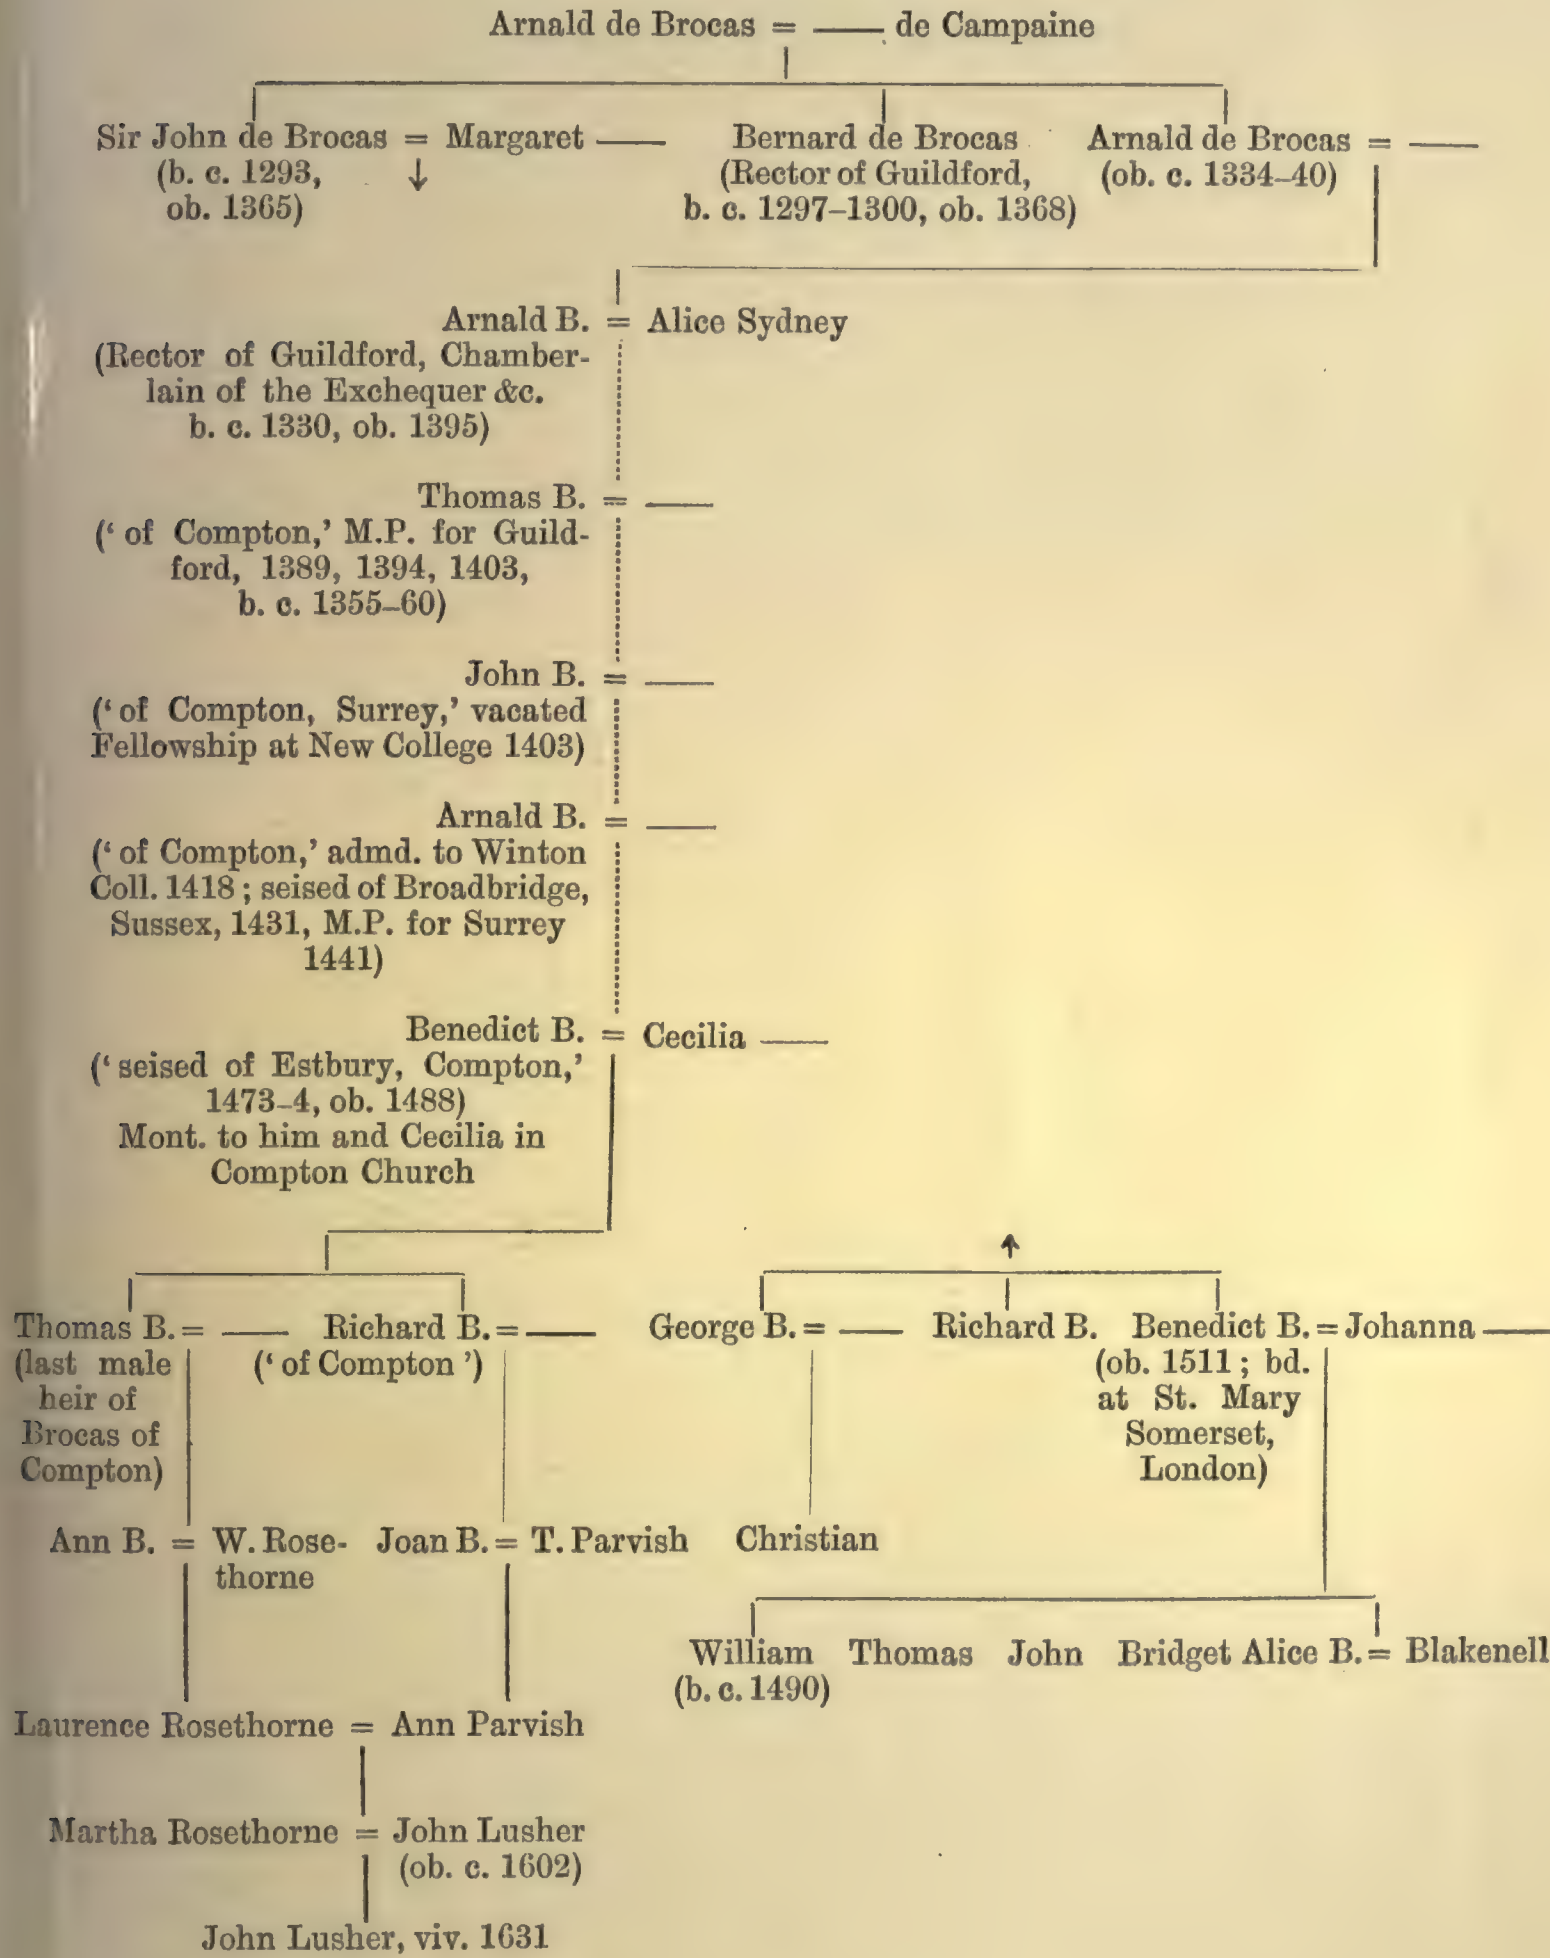 Arnald de Brocas = —— de Campaine
Sir John de Brocas = Margaret —— Bernard de Brocas Arnald de Brocas = ——
(b. c. 1293, (Rector of Guildford, (ob. c. 1334–40)
ob. 1365) b. c. 1297–1300, ob. 1368)
Arnald B. = Alice Sydney
(Rector of Guildford, Chamber-
lain of the Exchequer &c.
b. c. 1330, ob. 1395)
Thomas B. = ——
(‘ of Compton,’ M.P. for Guild-
ford, 1389, 1394, 1403,
b. c. 1355–60)
John B. = ——
(‘ of Compton, Surrey,’ vacated
Fellowship at New College 1403)
Arnald B. = ——
(‘ of Compton,’ admd. to Winton
Coll. 1418 ; seised of Broadbridge,
Sussex, 1431, M.P. for Surrey
1441)
Benedict B. = Cecilia ——
(‘ seised of Estbury, Compton,’
1473–4, ob. 1488)
Mont. to him and Cecilia in
Compton Church
Thomas B. = —— Richard B. = —— George B. = —— Richard B. Benedict B. = Johanna ——
(last male (‘ of Compton ’) (ob. 1511 ; bd.
heir of at St. Mary
Brocas of Somerset,
Compton) London)
Ann B. = W. Rose- Joan B. = T. Parvish Christian
thorne
William Thomas John Bridget Alice B. = Blakenell
(b. c. 1490)
Laurence Rosethorne = Ann Parvish
Martha Rosethorne = John Lusher
(ob. c. 1602)
John Lusher, viv. 1631